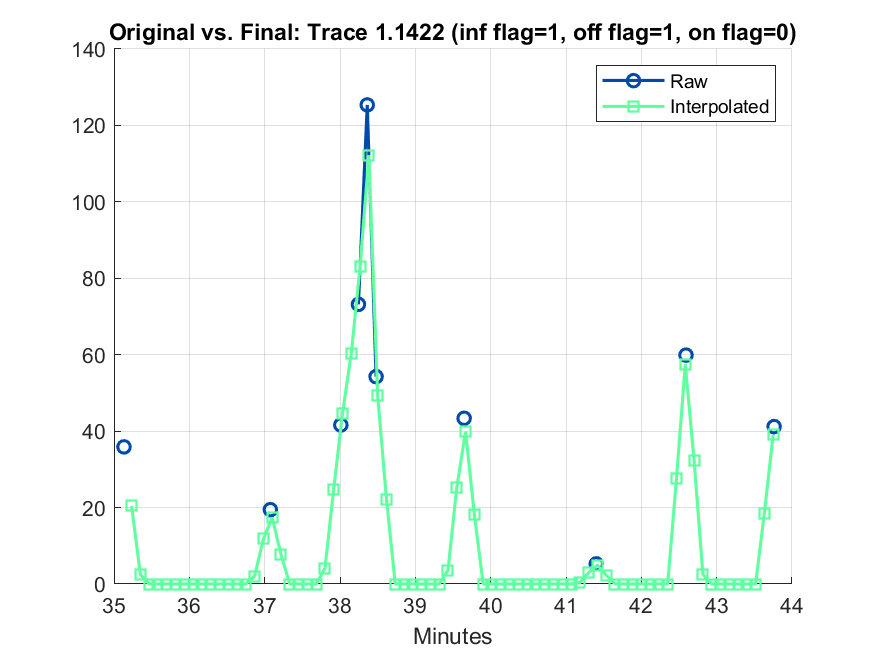 Original vs. Final: Trace 1.1422 (inf flag=1, off flag=1, on flag=0)
140
120
100
80
60
40
20
0
Raw
Interpolated
35 36 37 38 39 40 41 42 43 44
Minutes